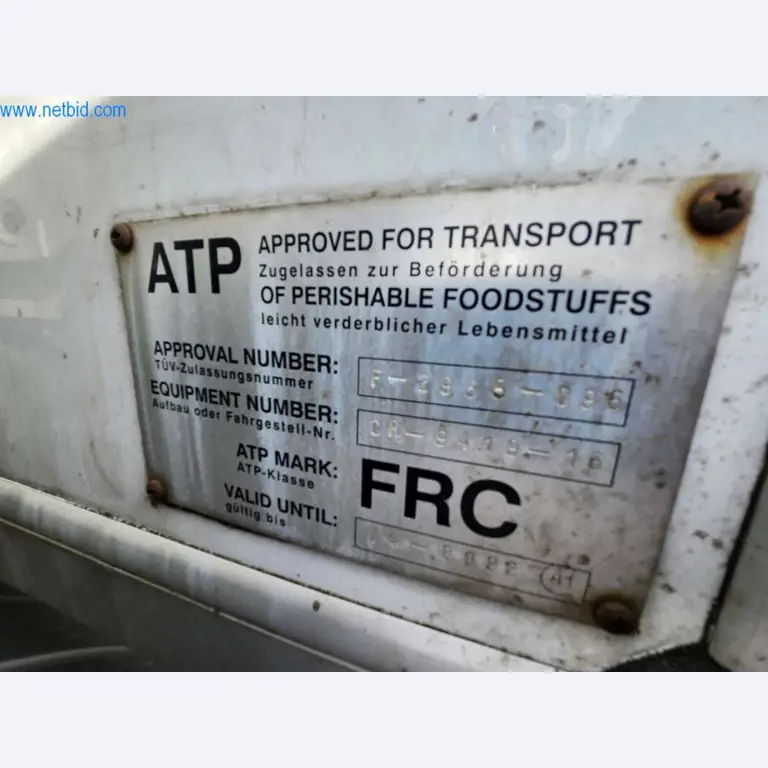 www.netbid.com
ATP APPROVED FOR TRANSPORT
Zugelassen zur Beförderung
OF PERISHABLE FOODSTUFFS
leicht verderblicher Lebensmittel
APPROVAL NUMBER:
TÜV-Zulassungsnummer
EQUIPMENT NUMBER:
Aufbau oder Fahrgestell-Nr.
ATP MARK: FRC
ATP-Klasse
VALID UNTIL:
gültig bis